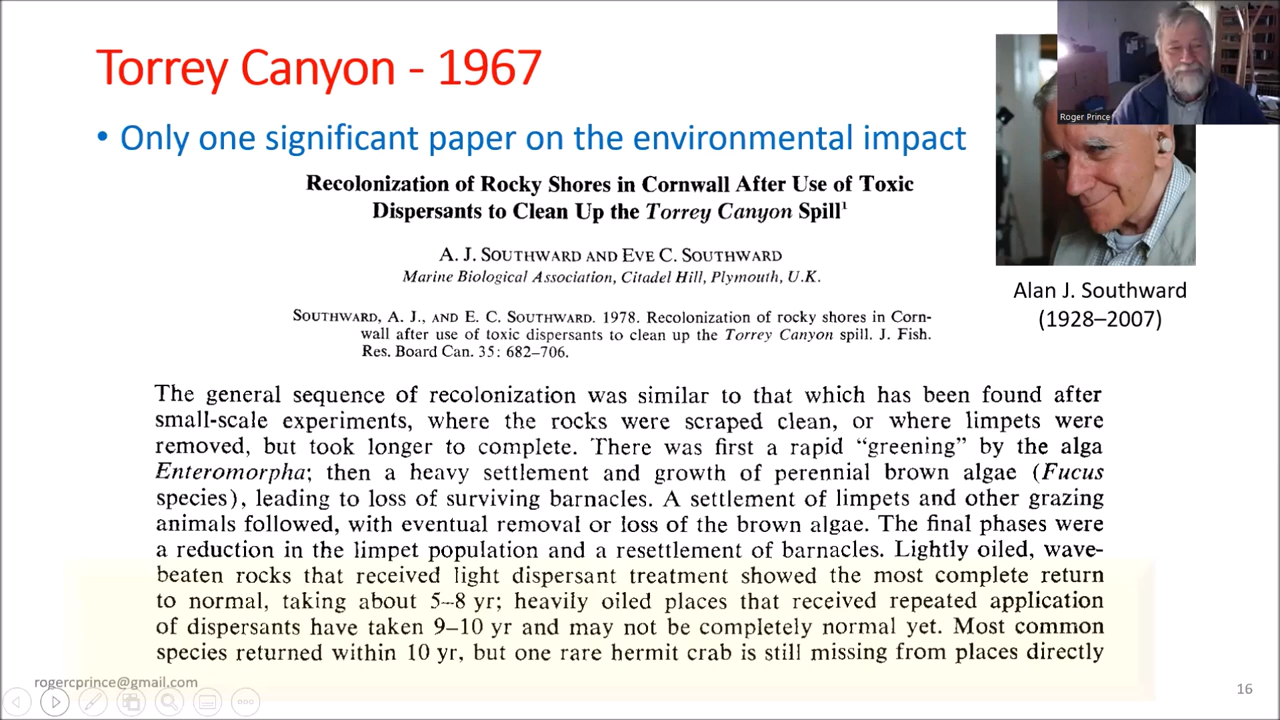 Torrey Canyon - 1967
Roger Prince
• Only one significant paper on the environmental impact
Recolonization of Rocky Shores in Cornwall After Use of Toxic
Dispersants to Clean Up the Torrey Canyon Spill¹
A. J. SOUTHWARD AND EVE C. SOUTHWARD
Marine Biological Association, Citadel Hill, Plymouth, U.K.
SOUTHWARD, A. J., AND E. C. SOUTHWARD. 1978. Recolonization of rocky shores in Corn-
wall after use of toxic dispersants to clean up the Torrey Canyon spill. J. Fish.
Res. Board Can. 35: 682–706.
Alan J. Southward
(1928–2007)
The general sequence of recolonization was similar to that which has been found after
small-scale experiments, where the rocks were scraped clean, or where limpets were
removed, but took longer to complete. There was first a rapid “greening” by the alga
Enteromorpha; then a heavy settlement and growth of perennial brown algae (Fucus
species), leading to loss of surviving barnacles. A settlement of limpets and other grazing
animals followed, with eventual removal or loss of the brown algae. The final phases were
a reduction in the limpet population and a resettlement of barnacles. Lightly oiled, wave-
beaten rocks that received light dispersant treatment showed the most complete return
to normal, taking about 5–8 yr; heavily oiled places that received repeated application
of dispersants have taken 9–10 yr and may not be completely normal yet. Most common
species returned within 10 yr, but one rare hermit crab is still missing from places directly
rogercprince@gmail.com
16